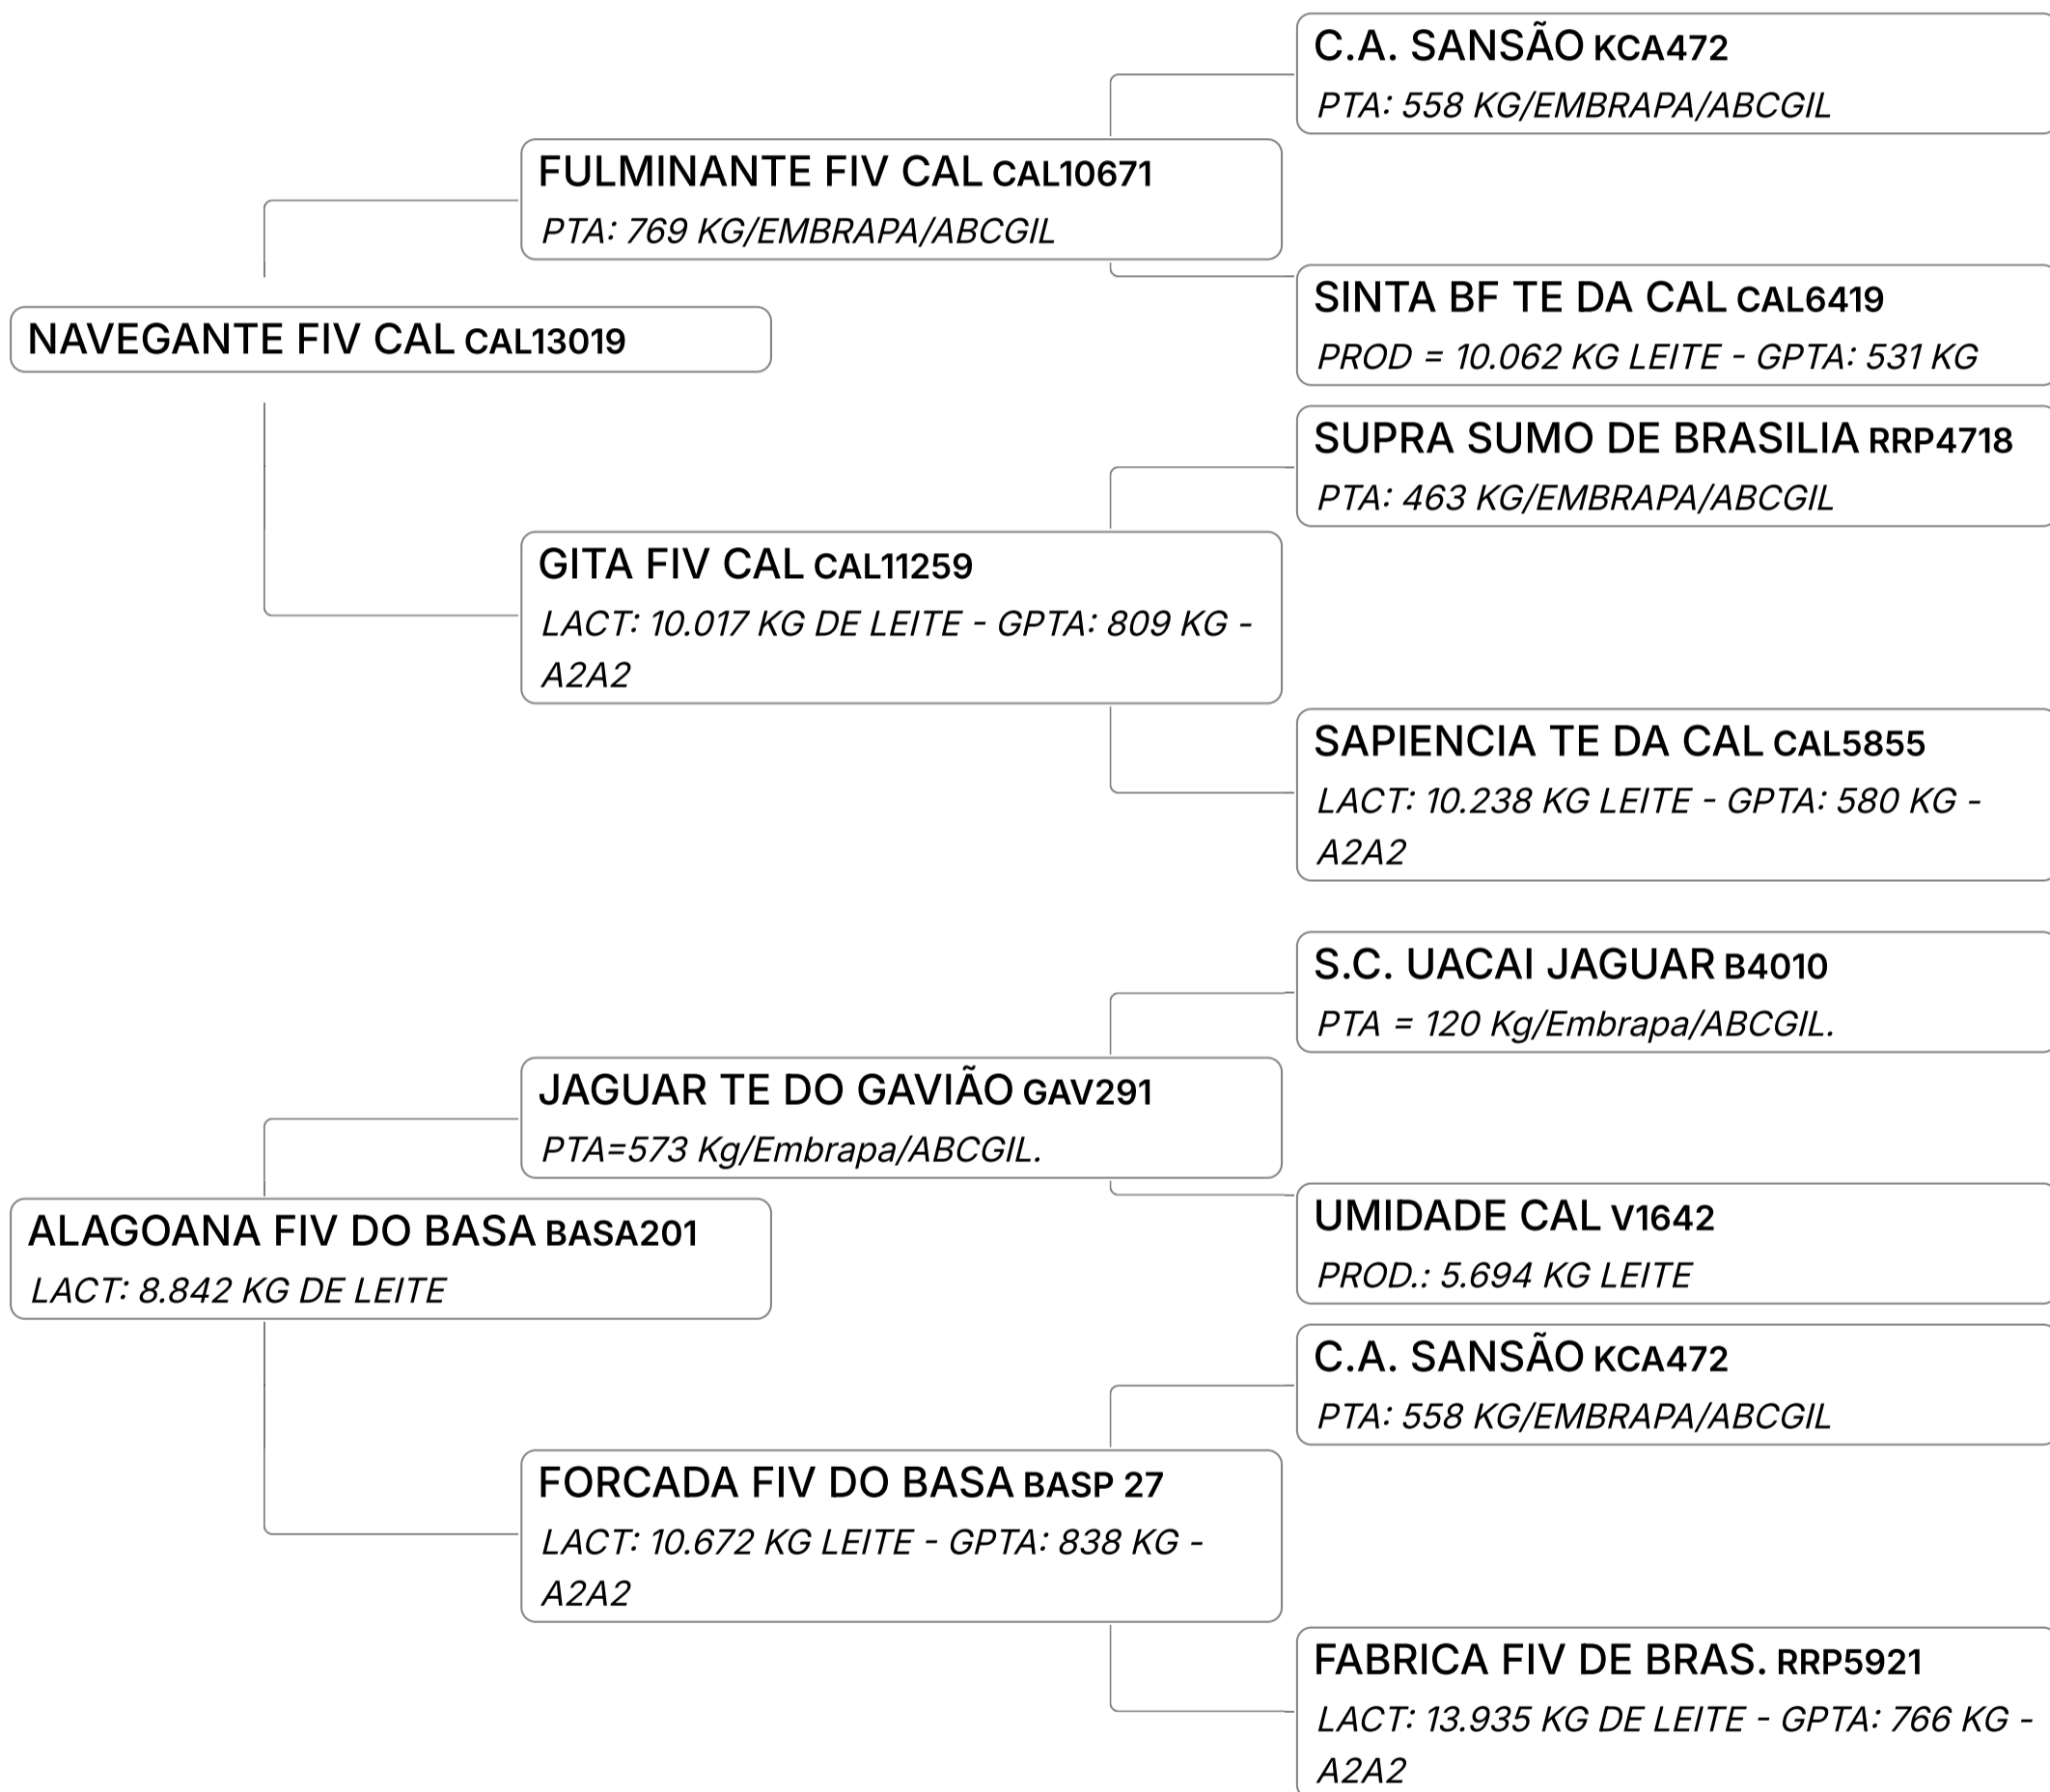 C.A. SANSÃO KCA472
PTA: 558 KG/EMBRAPA/ABCGIL
FULMINANTE FIV CAL CAL10671
PTA: 769 KG/EMBRAPA/ABCGIL
SINTA BF TE DA CAL CAL6419
PROD = 10.062 KG LEITE - GPTA: 531 KG
NAVEGANTE FIV CAL CAL13019
SUPRA SUMO DE BRASILIA RRP4718
PTA: 463 KG/EMBRAPA/ABCGIL
GITA FIV CAL CAL11259
LACT: 10.017 KG DE LEITE - GPTA: 809 KG -
A2A2
SAPIENCIA TE DA CAL CAL5855
LACT: 10.238 KG LEITE - GPTA: 580 KG -
A2A2
S.C. UACAI JAGUAR B4010
PTA = 120 Kg/Embrapa/ABCGIL.
JAGUAR TE DO GAVIÃO GAV291
PTA=573 Kg/Embrapa/ABCGIL.
UMIDADE CAL V1642
PROD.: 5.694 KG LEITE
ALAGOANA FIV DO BASA BASA201
LACT: 8.842 KG DE LEITE
C.A. SANSÃO KCA472
PTA: 558 KG/EMBRAPA/ABCGIL
FORCADA FIV DO BASA BASP 27
LACT: 10.672 KG LEITE - GPTA: 838 KG -
A2A2
FABRICA FIV DE BRAS. RRP5921
LACT: 13.935 KG DE LEITE - GPTA: 766 KG -
A2A2